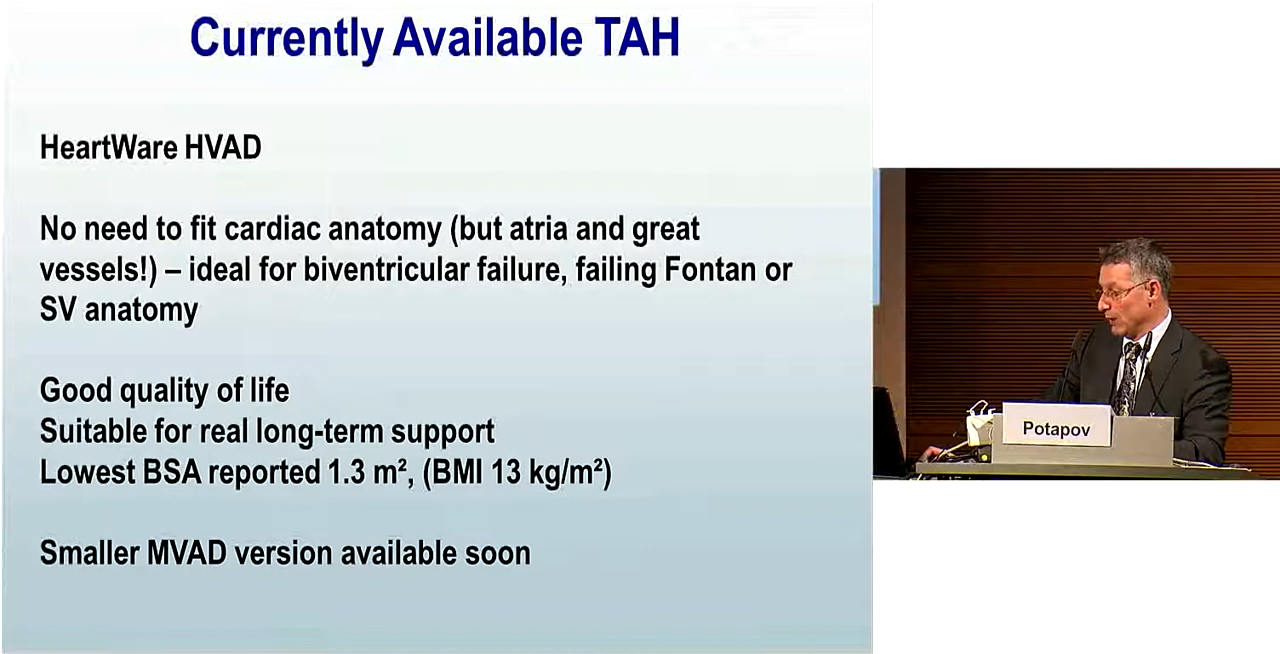 Currently Available TAH
HeartWare HVAD
No need to fit cardiac anatomy (but atria and great
vessels!) – ideal for biventricular failure, failing Fontan or
SV anatomy
Good quality of life
Suitable for real long-term support
Lowest BSA reported 1.3 m², (BMI 13 kg/m²)
Smaller MVAD version available soon
Potapov